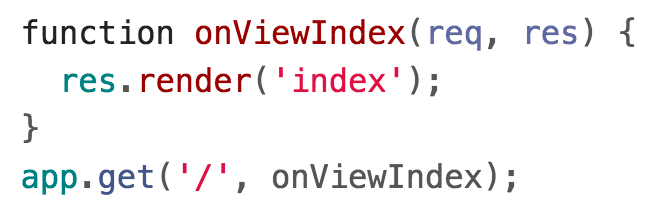 function onViewIndex(req, res) {
  res.render('index');
}
app.get('/', onViewIndex);